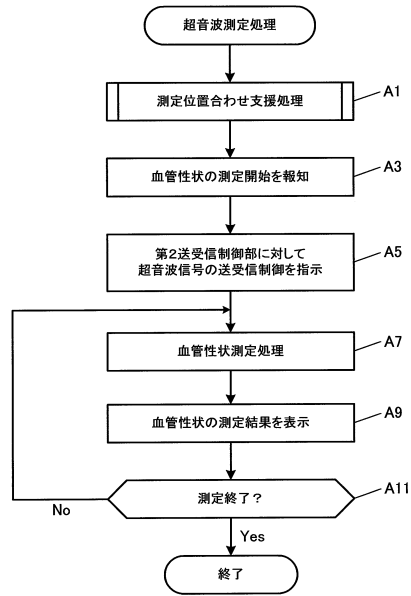 超音波測定処理
測定位置合わせ支援処理
A1
血管性状の測定開始を報知
A3
第2送受信制御部に対して
超音波信号の送受信制御を指示
A5
血管性状測定処理
A7
血管性状の測定結果を表示
A9
測定終了?
A11
No
Yes
終了